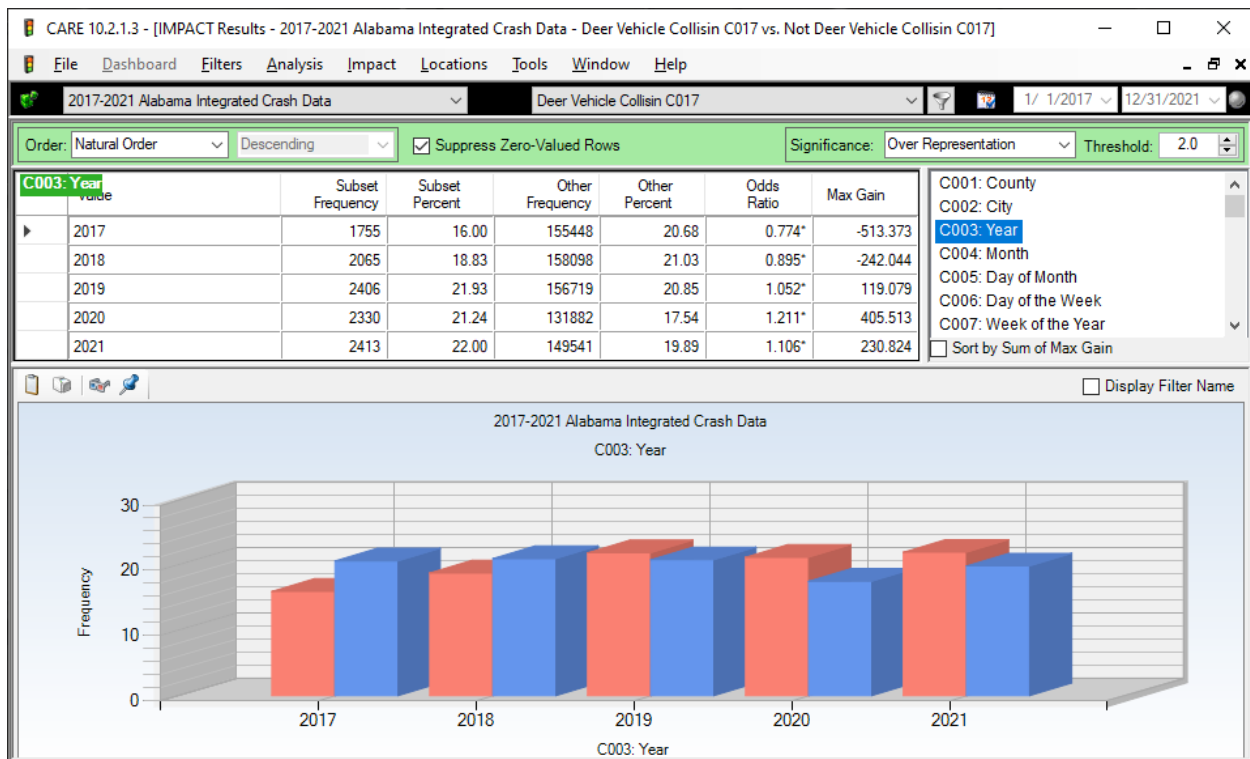 CARE 10.2.1.3 - [IMPACT Results - 2017-2021 Alabama Integrated Crash Data - Deer Vehicle Collisin C017 vs. Not Deer Vehicle Collisin C017]
File Dashboard Filters Analysis Impact Locations Tools Window Help
2017-2021 Alabama Integrated Crash Data Deer Vehicle Collisin C017 1/ 1/2017 12/31/2021
Order: Natural Order Descending Suppress Zero-Valued Rows Significance: Over Representation Threshold: 2.0
C003: Year Value Subset Frequency Subset Percent Other Frequency Other Percent Odds Ratio Max Gain
2017 1755 16.00 155448 20.68 0.774* -513.373
2018 2065 18.83 158098 21.03 0.895* -242.044
2019 2406 21.93 156719 20.85 1.052* 119.079
2020 2330 21.24 131882 17.54 1.211* 405.513
2021 2413 22.00 149541 19.89 1.106* 230.824
C001: County
C002: City
C003: Year
C004: Month
C005: Day of Month
C006: Day of the Week
C007: Week of the Year
Sort by Sum of Max Gain
Display Filter Name
2017-2021 Alabama Integrated Crash Data
C003: Year
Frequency
30
20
10
0
2017 2018 2019 2020 2021
C003: Year